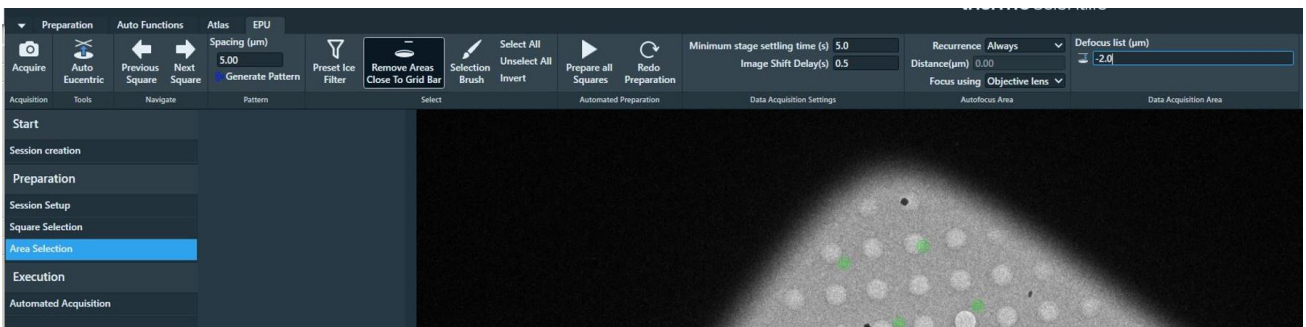 Preparation Auto Functions Atlas EPU
Acquire
Auto
Eucentric
Previous
Square
Next
Square
Spacing (µm)
5.00
Generate Pattern
Preset Ice
Filter
Remove Areas
Close To Grid Bar
Selection
Brush
Select All
Unselect All
Invert
Prepare all
Squares
Redo
Preparation
Minimum stage settling time (s) 5.0
Image Shift Delay(s) 0.5
Recurrence Always
Distance(µm) 0.00
Focus using Objective lens
Defocus list (µm)
-2.0
Acquisition Tools Navigate Pattern Select Automated Preparation Data Acquisition Settings Autofocus Area Data Acquisition Area
Start
Session creation
Preparation
Session Setup
Square Selection
Area Selection
Execution
Automated Acquisition